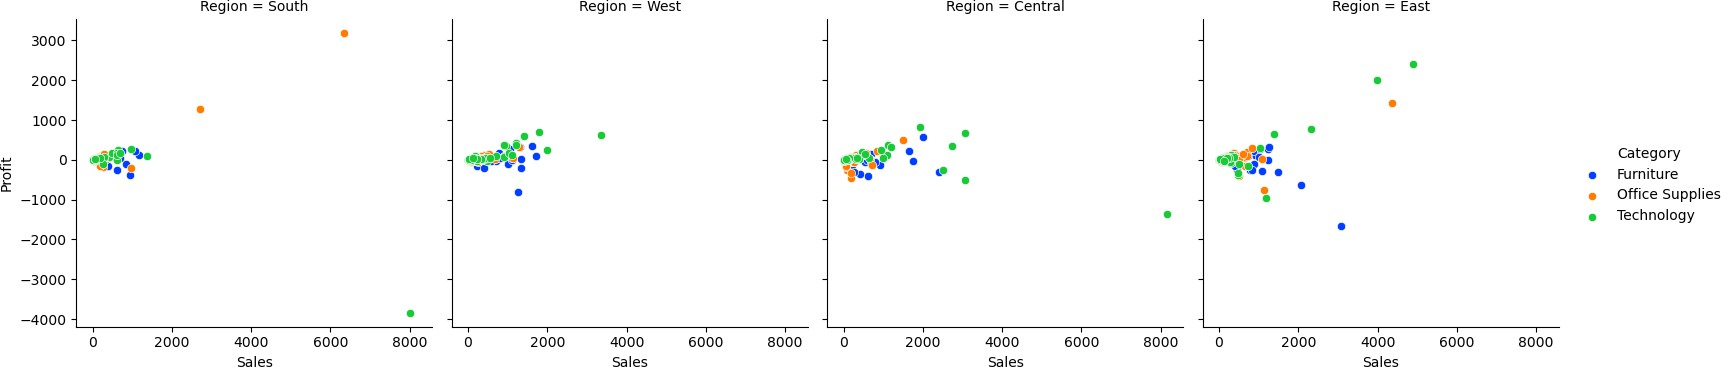 Region = South
Region = West
Region = Central
Region = East
Profit
3000
2000
1000
0
−1000
−2000
−3000
−4000
0 2000 4000 6000 8000
0 2000 4000 6000 8000
0 2000 4000 6000 8000
0 2000 4000 6000 8000
Sales
Sales
Sales
Sales
Category
Furniture
Office Supplies
Technology